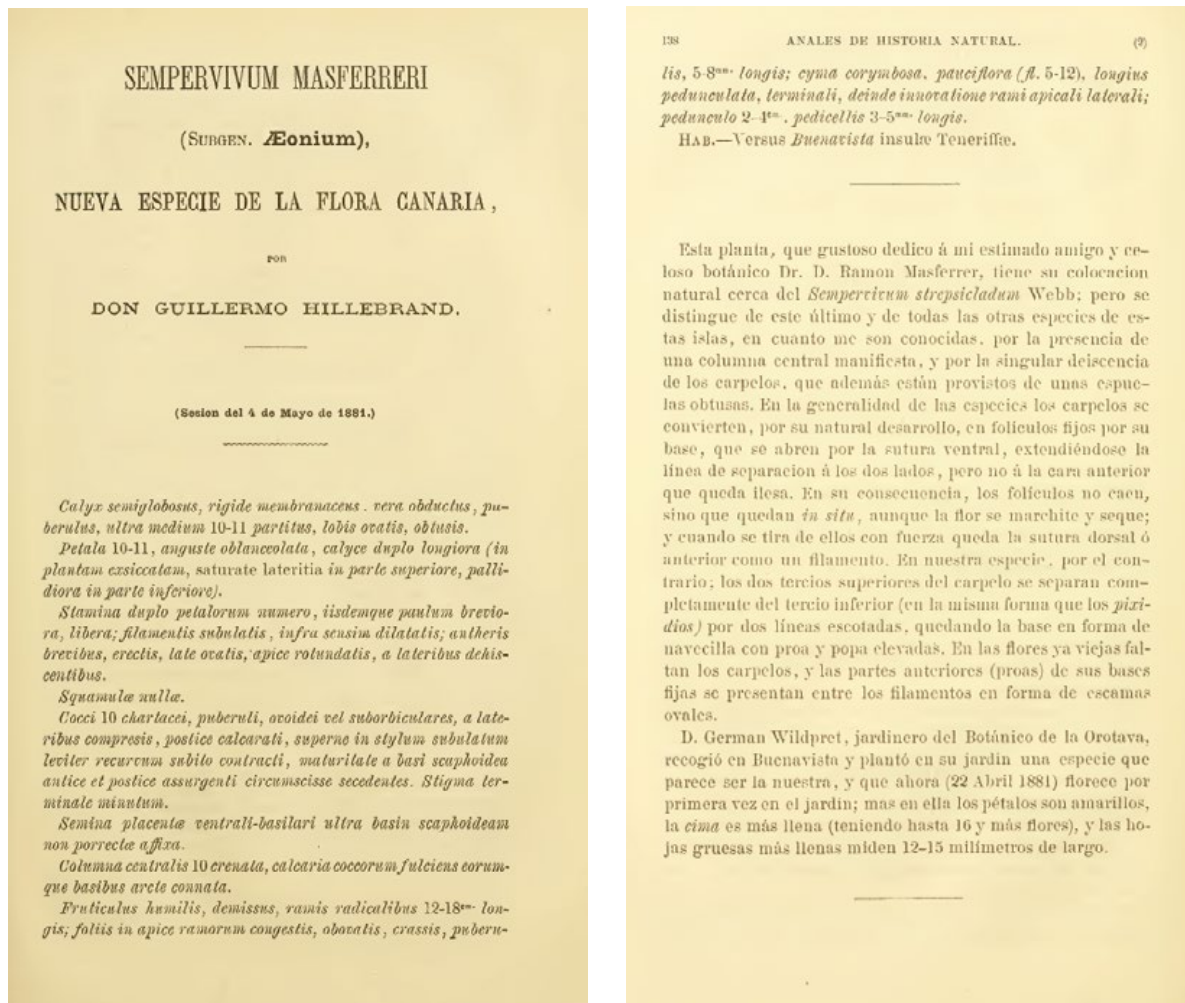 SEMPERVIVUM MASFERRERI
(SUBGEN. Æonium),
NUEVA ESPECIE DE LA FLORA CANARIA,
POR
DON GUILLERMO HILLEBRAND.
(Sesion del 4 de Mayo de 1881.)
Calyx semiglobosus, rigide membranaceus. vera obductus, pu-
berulus, ultra medium 10-11 partitus, lobis ovatis, obtusis.
Petala 10-11, anguste oblanceolata, calyce duplo longiora (in
plantam exsiccatam, saturate lateritia in parte superiore, palli-
diora in parte inferiore).
Stamina duplo petalorum numero, iisdemque paulum brevio-
ra, libera; filamentis subulatis, infra sensim dilatatis; antheris
brevibus, erectis, late ovatis, apice rotundatis, a lateribus dehis-
centibus.
Squamulæ nullæ.
Cocci 10 chartacei, puberuli, ovoidei vel suborbiculares, a late-
ribus compresis, postice calcarati, superne in stylum subulatum
leviter recurvum subito contracti, maturitate a basi scaphoidea
antice et postice assurgenti circumscisse secedentes. Stigma ter-
minale minutum.
Semina placentæ ventrali-basilari ultra basin scaphoideam
non porrectæ affixa.
Columna centralis 10 crenata, calcaria coccorum fulciens eorum-
que basibus arcte connata.
Fruticulus humilis, demissus, ramis radicalibus 12-18ᶜᵐ· lon-
gis; foliis in apice ramorum congestis, obovatis, crassis, puberu-
138 ANALES DE HISTORIA NATURAL. (2)
lis, 5-8ᵐᵐ· longis; cyma corymbosa, pauciflora (fl. 5-12), longius
pedunculata, terminali, deinde innovatione rami apicali laterali;
pedunculo 2-4ᶜᵐ·, pedicellis 3-5ᵐᵐ· longis.
HAB.—Versus Buenavista insulæ Teneriffæ.
Esta planta, que gustoso dedico á mi estimado amigo y ce-
loso botánico Dr. D. Ramon Masferrer, tiene su colocacion
natural cerca del Sempervivum strepsicladum Webb; pero se
distingue de este último y de todas las otras especies de es-
tas islas, en cuanto me son conocidas, por la presencia de
una columna central manifiesta, y por la singular deiscencia
de los carpelos, que además están provistos de unas espue-
las obtusas. En la generalidad de las especies los carpelos se
convierten, por su natural desarrollo, en folículos fijos por su
base, que se abren por la sutura ventral, extendiéndose la
línea de separacion á los dos lados, pero no á la cara anterior
que queda ilesa. En su consecuencia, los folículos no caen,
sino que quedan in situ, aunque la flor se marchite y seque;
y cuando se tira de ellos con fuerza queda la sutura dorsal ó
anterior como un filamento. En nuestra especie, por el con-
trario; los dos tercios superiores del carpelo se separan com-
pletamente del tercio inferior (en la misma forma que los pixi-
dios) por dos líneas escotadas, quedando la base en forma de
navecilla con proa y popa elevadas. En las flores ya viejas fal-
tan los carpelos, y las partes anteriores (proas) de sus bases
fijas se presentan entre los filamentos en forma de escamas
ovales.
D. German Wildpret, jardinero del Botánico de la Orotava,
recogió en Buenavista y plantó en su jardin una especie que
parece ser la nuestra, y que ahora (22 Abril 1881) florece por
primera vez en el jardin; mas en ella los pétalos son amarillos,
la cima es más llena (teniendo hasta 16 y más flores), y las ho-
jas gruesas más llenas miden 12-15 milímetros de largo.